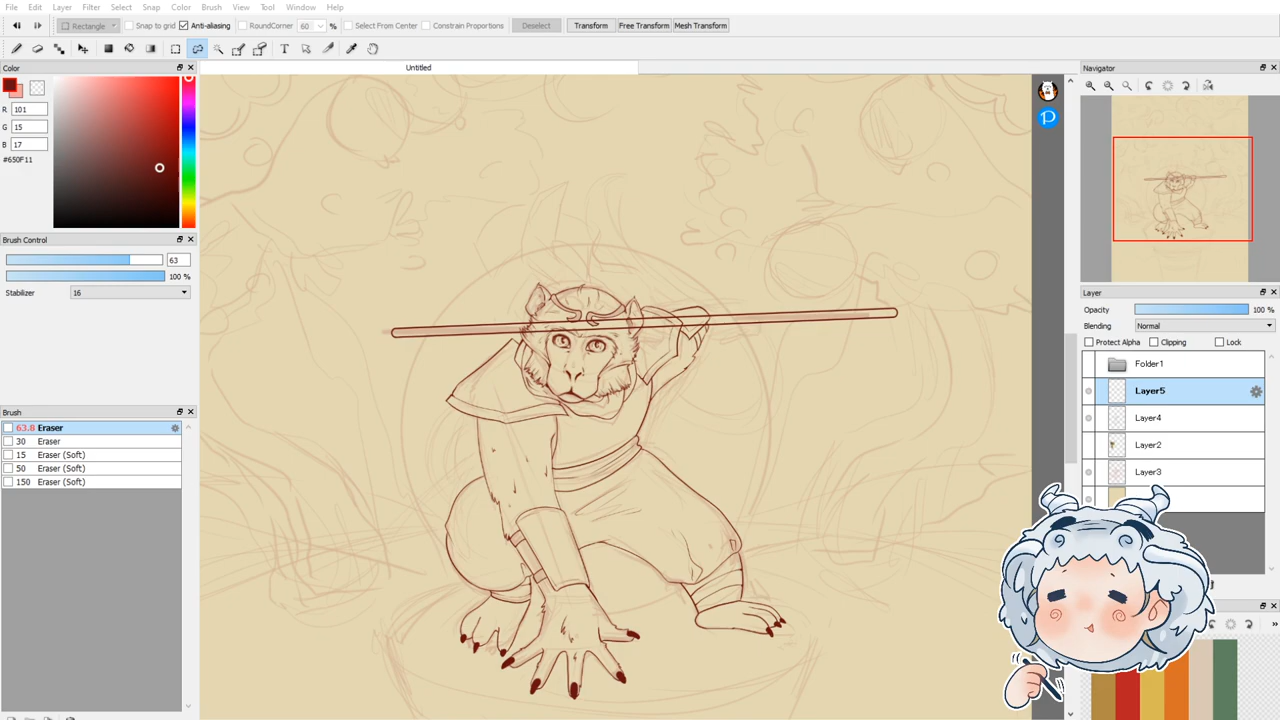 File Edit View Layer Filter Select Snap Color Brush View Tool Window Help
Rectangle Snap to grid Anti-aliasing RoundCorner 60 % Select From Center Constrain Proportions Deselect Transform Free Transform Mesh Transform
Color
Untitled
Navigator
R 101
G 15
B 17
#650F11
Brush Control
63
100 %
Stabilizer 16
Layer
Opacity 100 %
Blending Normal
Protect Alpha Clipping Lock
Folder1
Layer5
Layer4
Layer2
Layer3
Brush
63.8 Eraser
30 Eraser
15 Eraser (Soft)
50 Eraser (Soft)
150 Eraser (Soft)